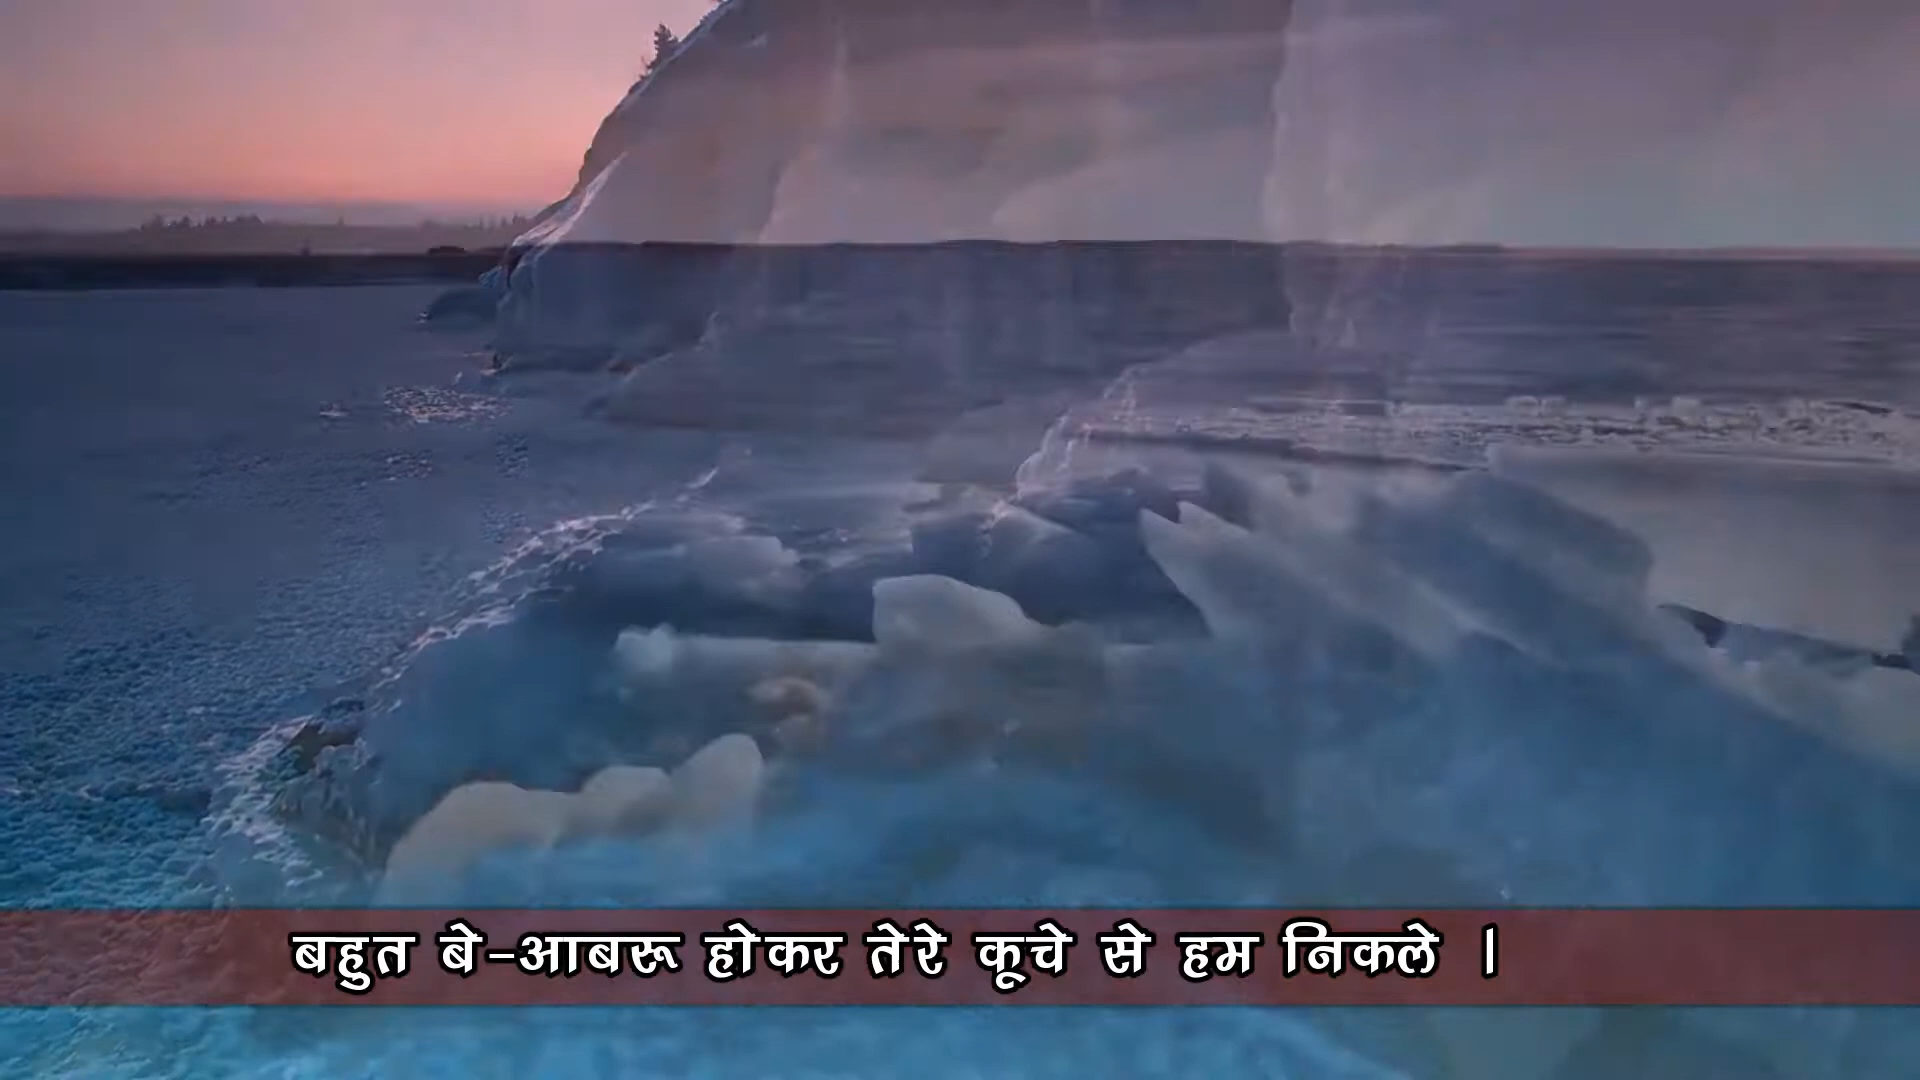 बहुत बे-आबरू होकर तेरे कूचे से हम निकले ।